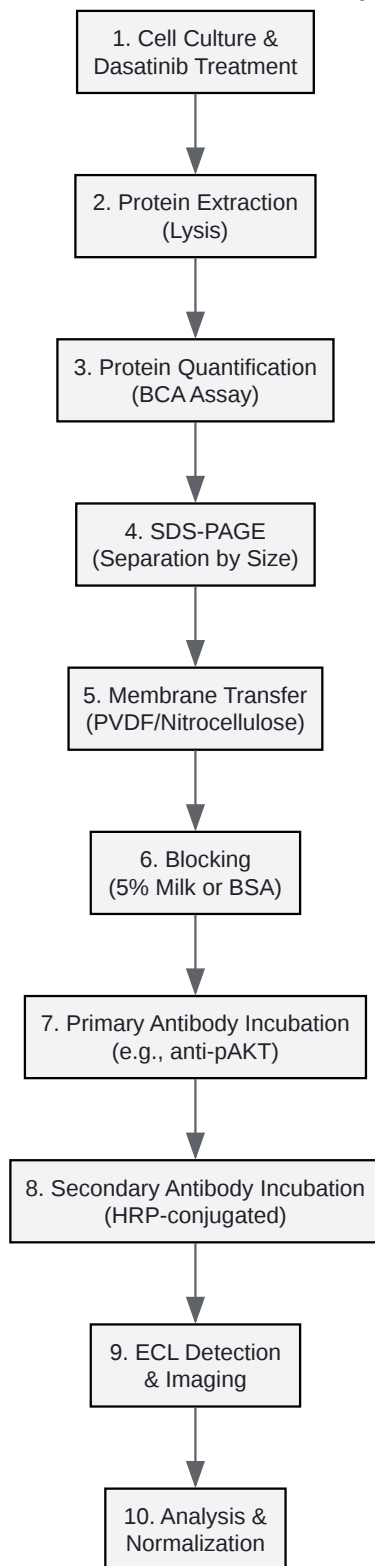 1. Cell Culture &
Dasatinib Treatment
2. Protein Extraction
(Lysis)
3. Protein Quantification
(BCA Assay)
4. SDS-PAGE
(Separation by Size)
5. Membrane Transfer
(PVDF/Nitrocellulose)
6. Blocking
(5% Milk or BSA)
7. Primary Antibody Incubation
(e.g., anti-pAKT)
8. Secondary Antibody Incubation
(HRP-conjugated)
9. ECL Detection
& Imaging
10. Analysis &
Normalization